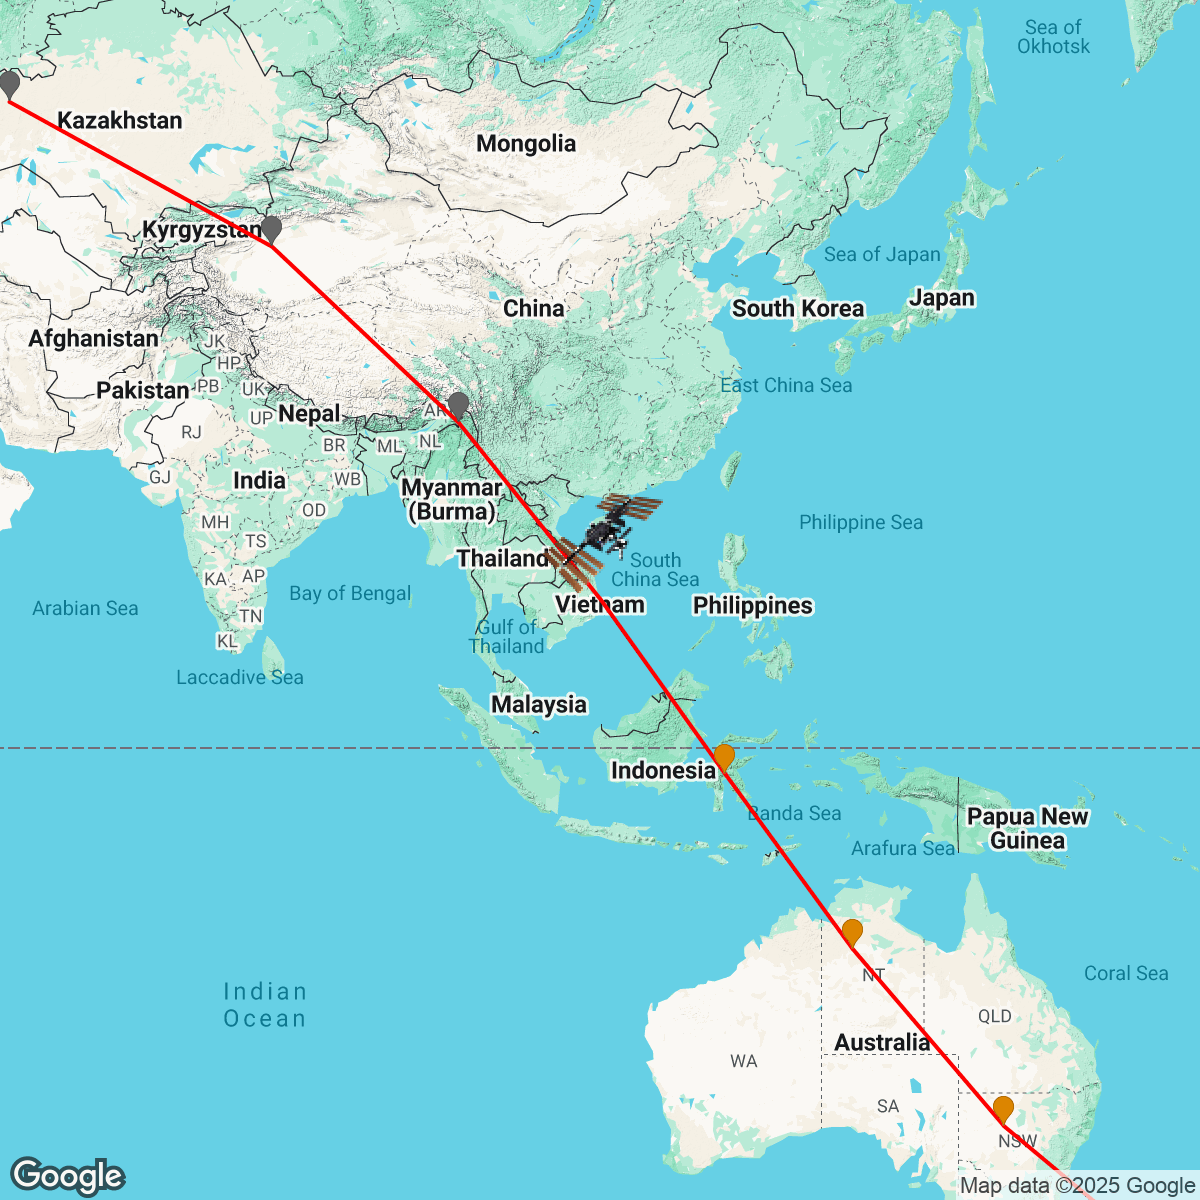 Sea of
Okhotsk
Kazakhstan
Mongolia
Kyrgyzstan
Sea of Japan
China
South Korea
Japan
Afghanistan
JK
HP
Pakistan
PB
UK
East China Sea
Nepal
UP
AR
RJ
BR
ML
NL
GJ
India
WB
Myanmar
(Burma)
OD
MH
Philippine Sea
TS
Thailand
South
China Sea
KA
AP
Bay of Bengal
Arabian Sea
Vietnam
Philippines
TN
KL
Gulf of
Thailand
Laccadive Sea
Malaysia
Indonesia
Banda Sea
Papua New
Guinea
Arafura Sea
NT
Coral Sea
Indian
Ocean
QLD
Australia
WA
SA
NSW
Google
Map data ©2025 Google